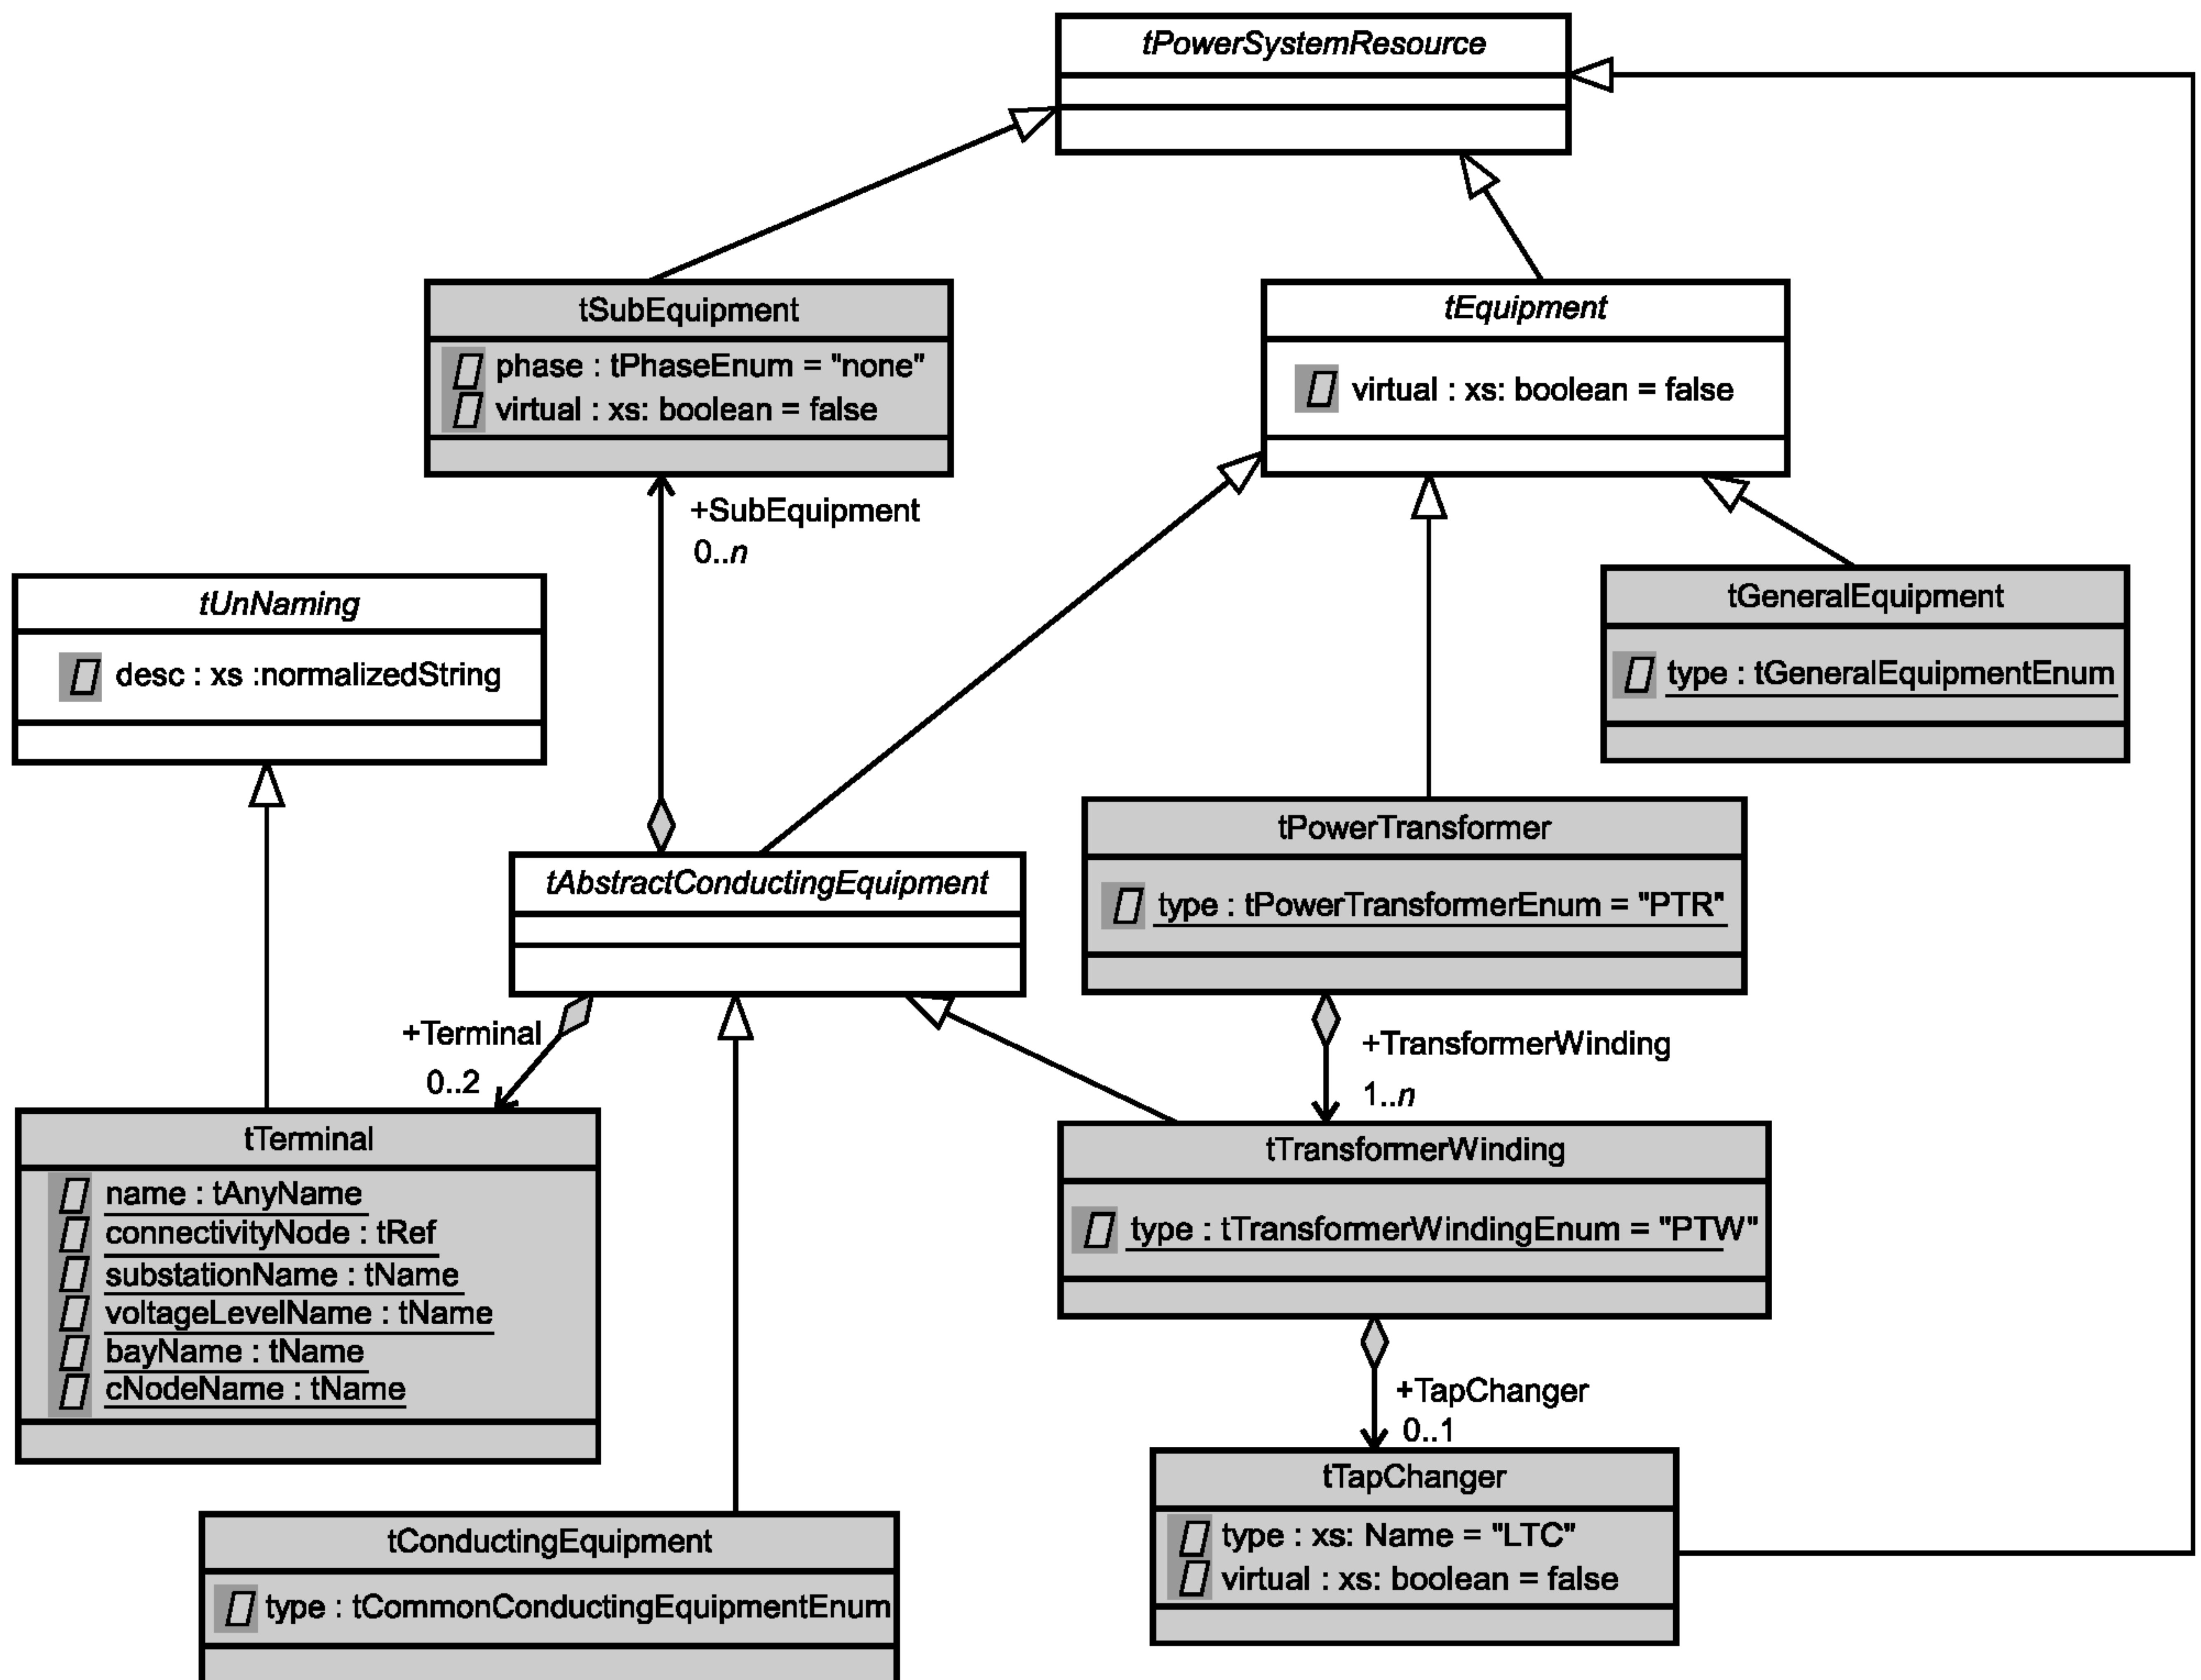 tPowerSystemResource
tSubEquipment
phase : tPhaseEnum = "none"
virtual : xs: boolean = false
tEquipment
virtual : xs: boolean = false
+SubEquipment
0..n
tUnNaming
desc : xs :normalizedString
tGeneralEquipment
type : tGeneralEquipmentEnum
tPowerTransformer
type : tPowerTransformerEnum = "PTR"
tAbstractConductingEquipment
+Terminal
0..2
+TransformerWinding
1..n
tTerminal
name : tAnyName
connectivityNode : tRef
substationName : tName
voltageLevelName : tName
bayName : tName
cNodeName : tName
tTransformerWinding
type : tTransformerWindingEnum = "PTW"
+TapChanger
0..1
tTapChanger
type : xs: Name = "LTC"
virtual : xs: boolean = false
tConductingEquipment
type : tCommonConductingEquipmentEnum